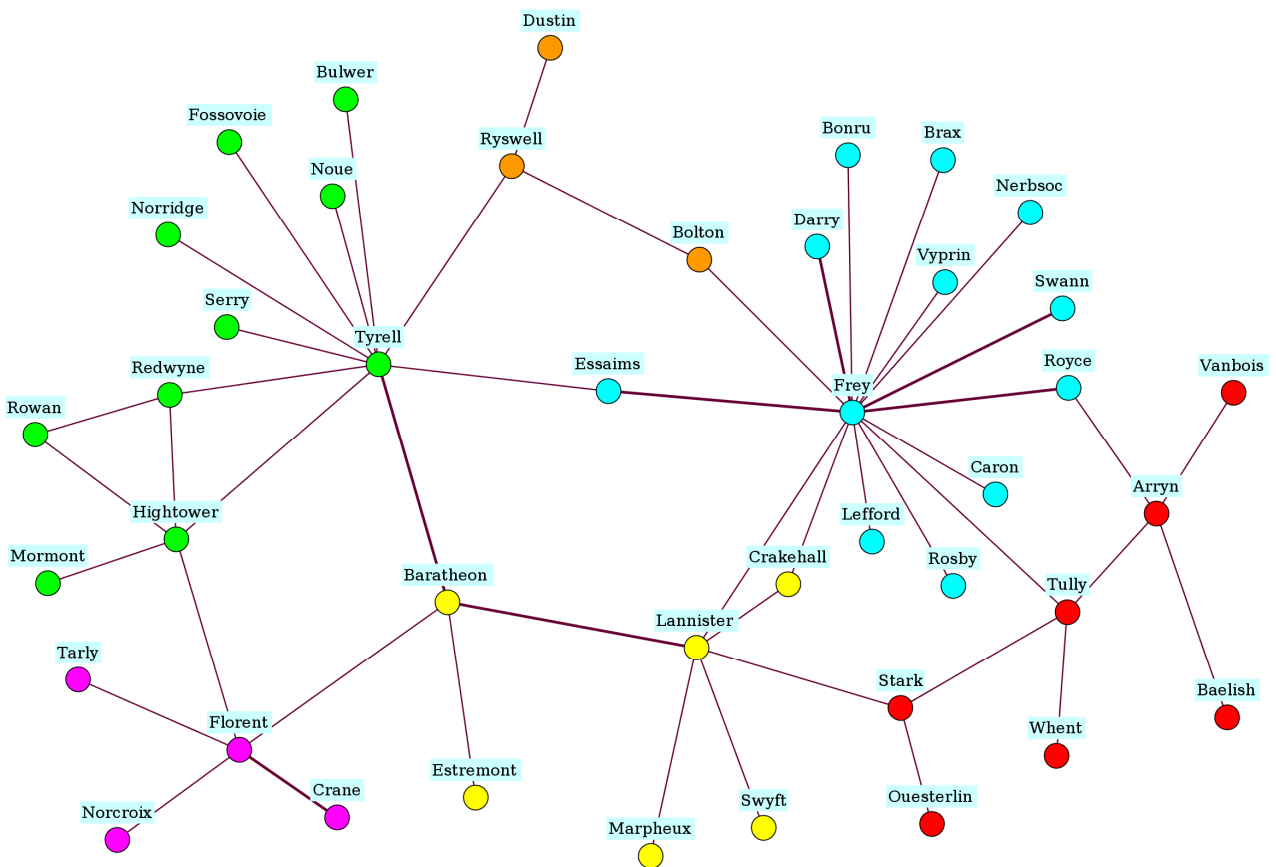 Dustin
Bulwer
Fossovoie
Bonru
Brax
Ryswell
Noue
Nerbsoc
Norridge
Darry
Bolton
Vyprin
Swann
Serry
Tyrell
Essaims
Royce
Vanbois
Redwyne
Frey
Rowan
Caron
Arryn
Hightower
Lefford
Mormont
Crakehall
Rosby
Baratheon
Tully
Lannister
Tarly
Stark
Baelish
Florent
Whent
Estremont
Crane
Ouesterlin
Swyft
Norcroix
Marpheux